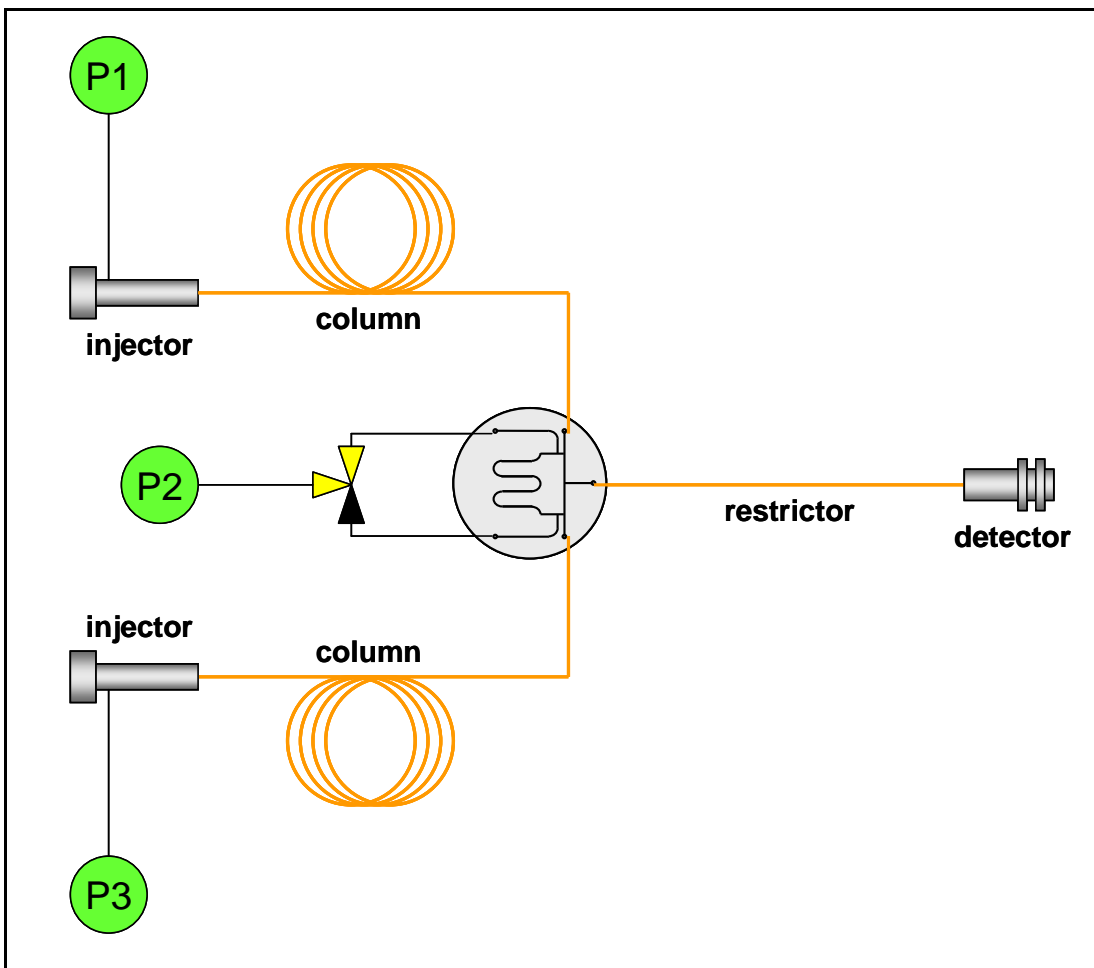 P1
injector
column
P2
restrictor
detector
injector
column
P3